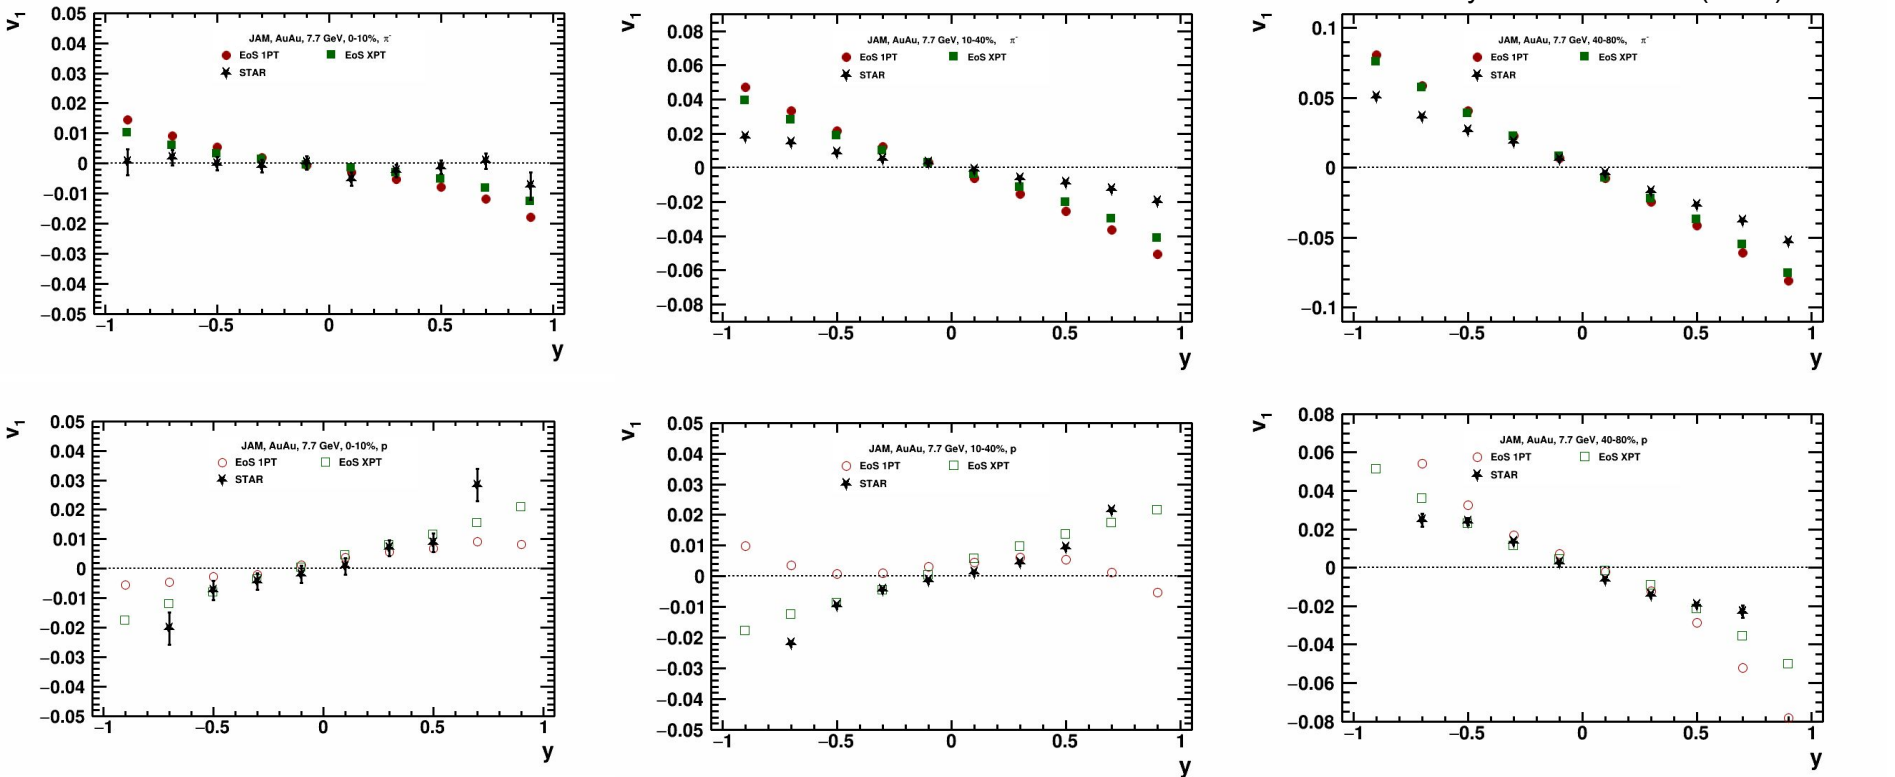 v1
0.05
0.04
0.03
0.02
0.01
0
−0.01
−0.02
−0.03
−0.04
−0.05
JAM, AuAu, 7.7 GeV, 0-10%, π-
EoS 1PT EoS XPT
STAR
−1 −0.5 0 0.5 1
y
v1
0.08
0.06
0.04
0.02
0
−0.02
−0.04
−0.06
−0.08
JAM, AuAu, 7.7 GeV, 10-40%, π-
EoS 1PT EoS XPT
STAR
−1 −0.5 0 0.5 1
y
v1
0.1
0.05
0
−0.05
−0.1
JAM, AuAu, 7.7 GeV, 40-80%, π-
EoS 1PT EoS XPT
STAR
−1 −0.5 0 0.5 1
y
v1
0.05
0.04
0.03
0.02
0.01
0
−0.01
−0.02
−0.03
−0.04
−0.05
JAM, AuAu, 7.7 GeV, 0-10%, p
EoS 1PT EoS XPT
STAR
−1 −0.5 0 0.5 1
y
v1
0.05
0.04
0.03
0.02
0.01
0
−0.01
−0.02
−0.03
−0.04
−0.05
JAM, AuAu, 7.7 GeV, 10-40%, p
EoS 1PT EoS XPT
STAR
−1 −0.5 0 0.5 1
y
v1
0.08
0.06
0.04
0.02
0
−0.02
−0.04
−0.06
−0.08
JAM, AuAu, 7.7 GeV, 40-80%, p
EoS 1PT EoS XPT
STAR
−1 −0.5 0 0.5 1
y